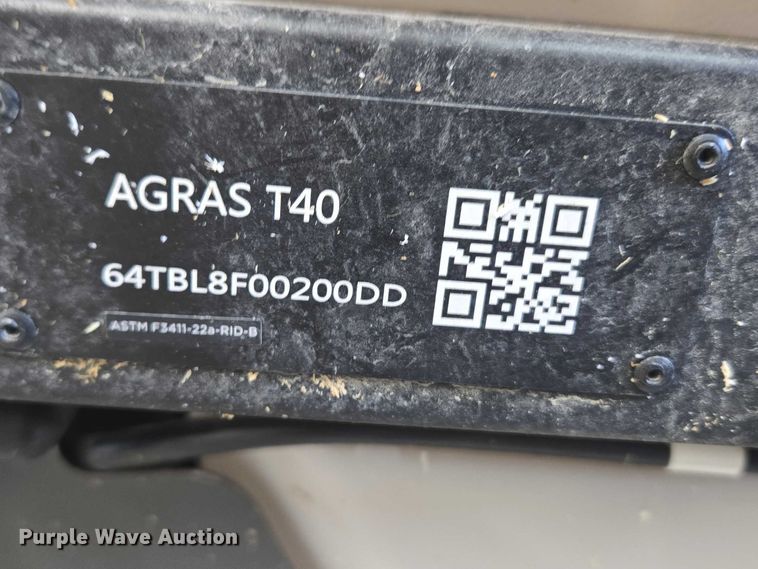 AGRAS T40
64TBL8F00200DD
ASTM F3411-22a-RID-B
Purple Wave Auction